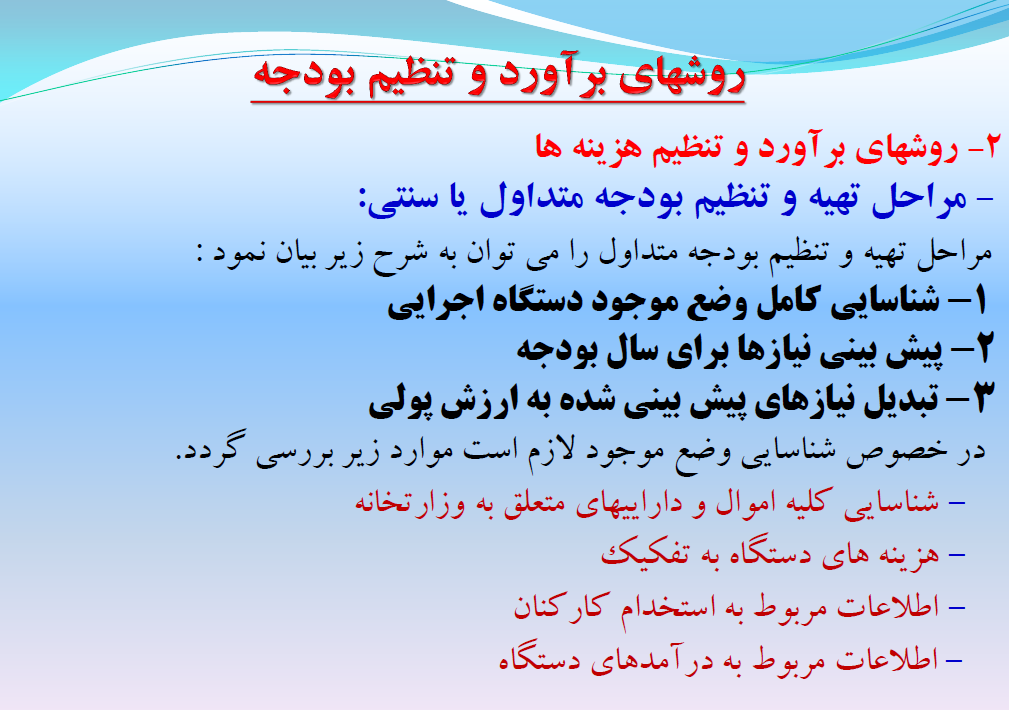 روشهای برآورد و تنظیم بودجه
۲- روشهای برآورد و تنظیم هزینه ها
- مراحل تهیه و تنظیم بودجه متداول یا سنتی:
مراحل تهیه و تنظیم بودجه متداول را می توان به شرح زیر بیان نمود :
۱- شناسایی کامل وضع موجود دستگاه اجرایی
۲- پیش بینی نیازها برای سال بودجه
۳- تبدیل نیازهای پیش بینی شده به ارزش پولی
در خصوص شناسایی وضع موجود لازم است موارد زیر بررسی گردد.
- شناسایی کلیه اموال و داراییهای متعلق به وزارتخانه
- هزینه های دستگاه به تفکیک
- اطلاعات مربوط به استخدام کارکنان
- اطلاعات مربوط به درآمدهای دستگاه